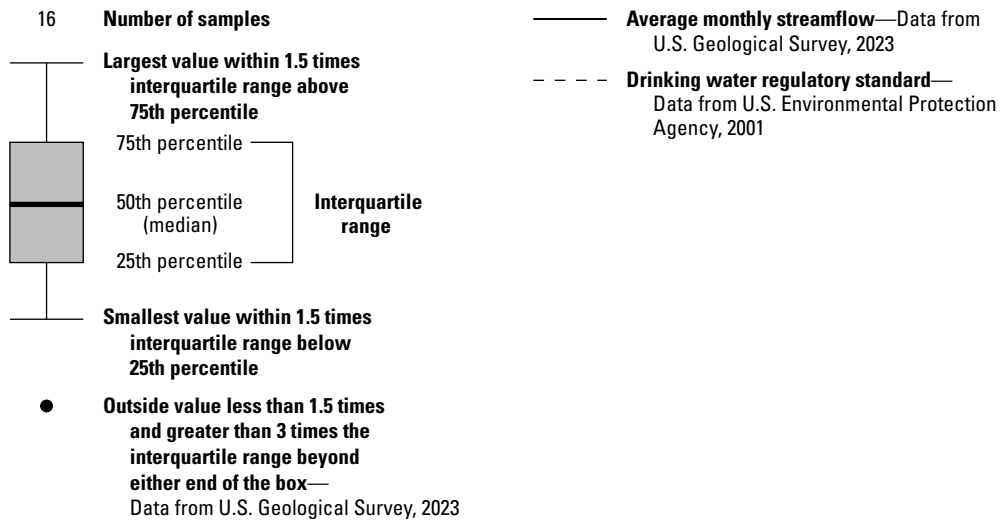 16 Number of samples
Largest value within 1.5 times
interquartile range above
75th percentile
75th percentile
50th percentile
(median)
25th percentile
Interquartile
range
Smallest value within 1.5 times
interquartile range below
25th percentile
Outside value less than 1.5 times
and greater than 3 times the
interquartile range beyond
either end of the box—
Data from U.S. Geological Survey, 2023
Average monthly streamflow—Data from
U.S. Geological Survey, 2023
Drinking water regulatory standard—
Data from U.S. Environmental Protection
Agency, 2001